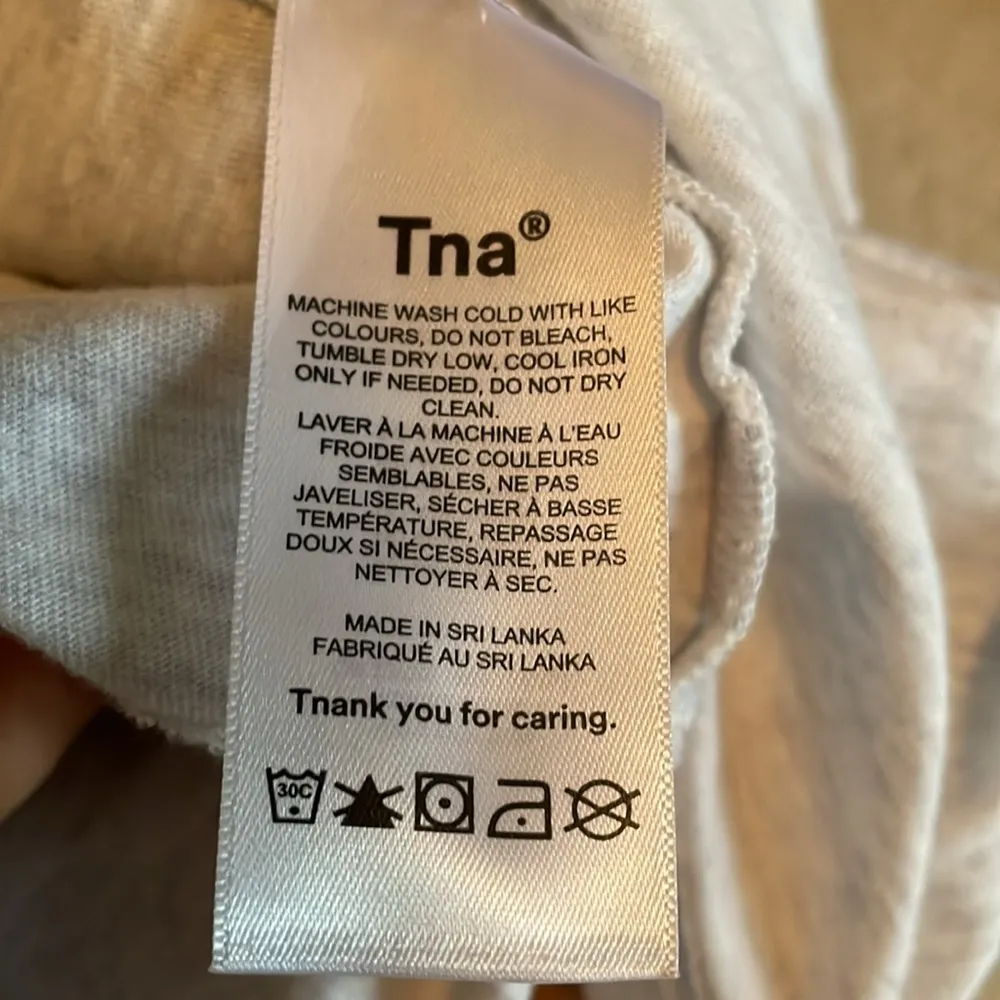 Tna®
MACHINE WASH COLD WITH LIKE
COLOURS, DO NOT BLEACH,
TUMBLE DRY LOW, COOL IRON
ONLY IF NEEDED, DO NOT DRY
CLEAN.
LAVER À LA MACHINE À L'EAU
FROIDE AVEC COULEURS
SEMBLABLES, NE PAS
JAVELISER, SÉCHER À BASSE
TEMPÉRATURE, REPASSAGE
DOUX SI NÉCESSAIRE, NE PAS
NETTOYER À SEC.
MADE IN SRI LANKA
FABRIQUÉ AU SRI LANKA
Tnank you for caring.
30C